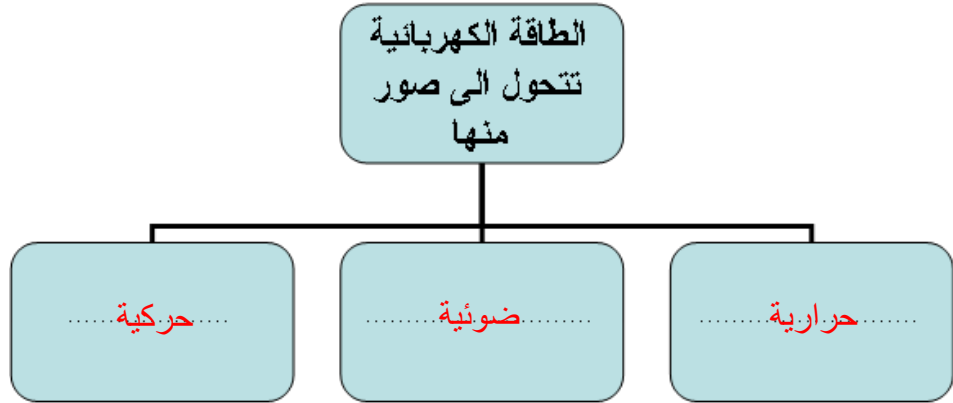 الطاقة الكهربائية
تتحول الى صور
منها
حرارية
ضوئية
حركية